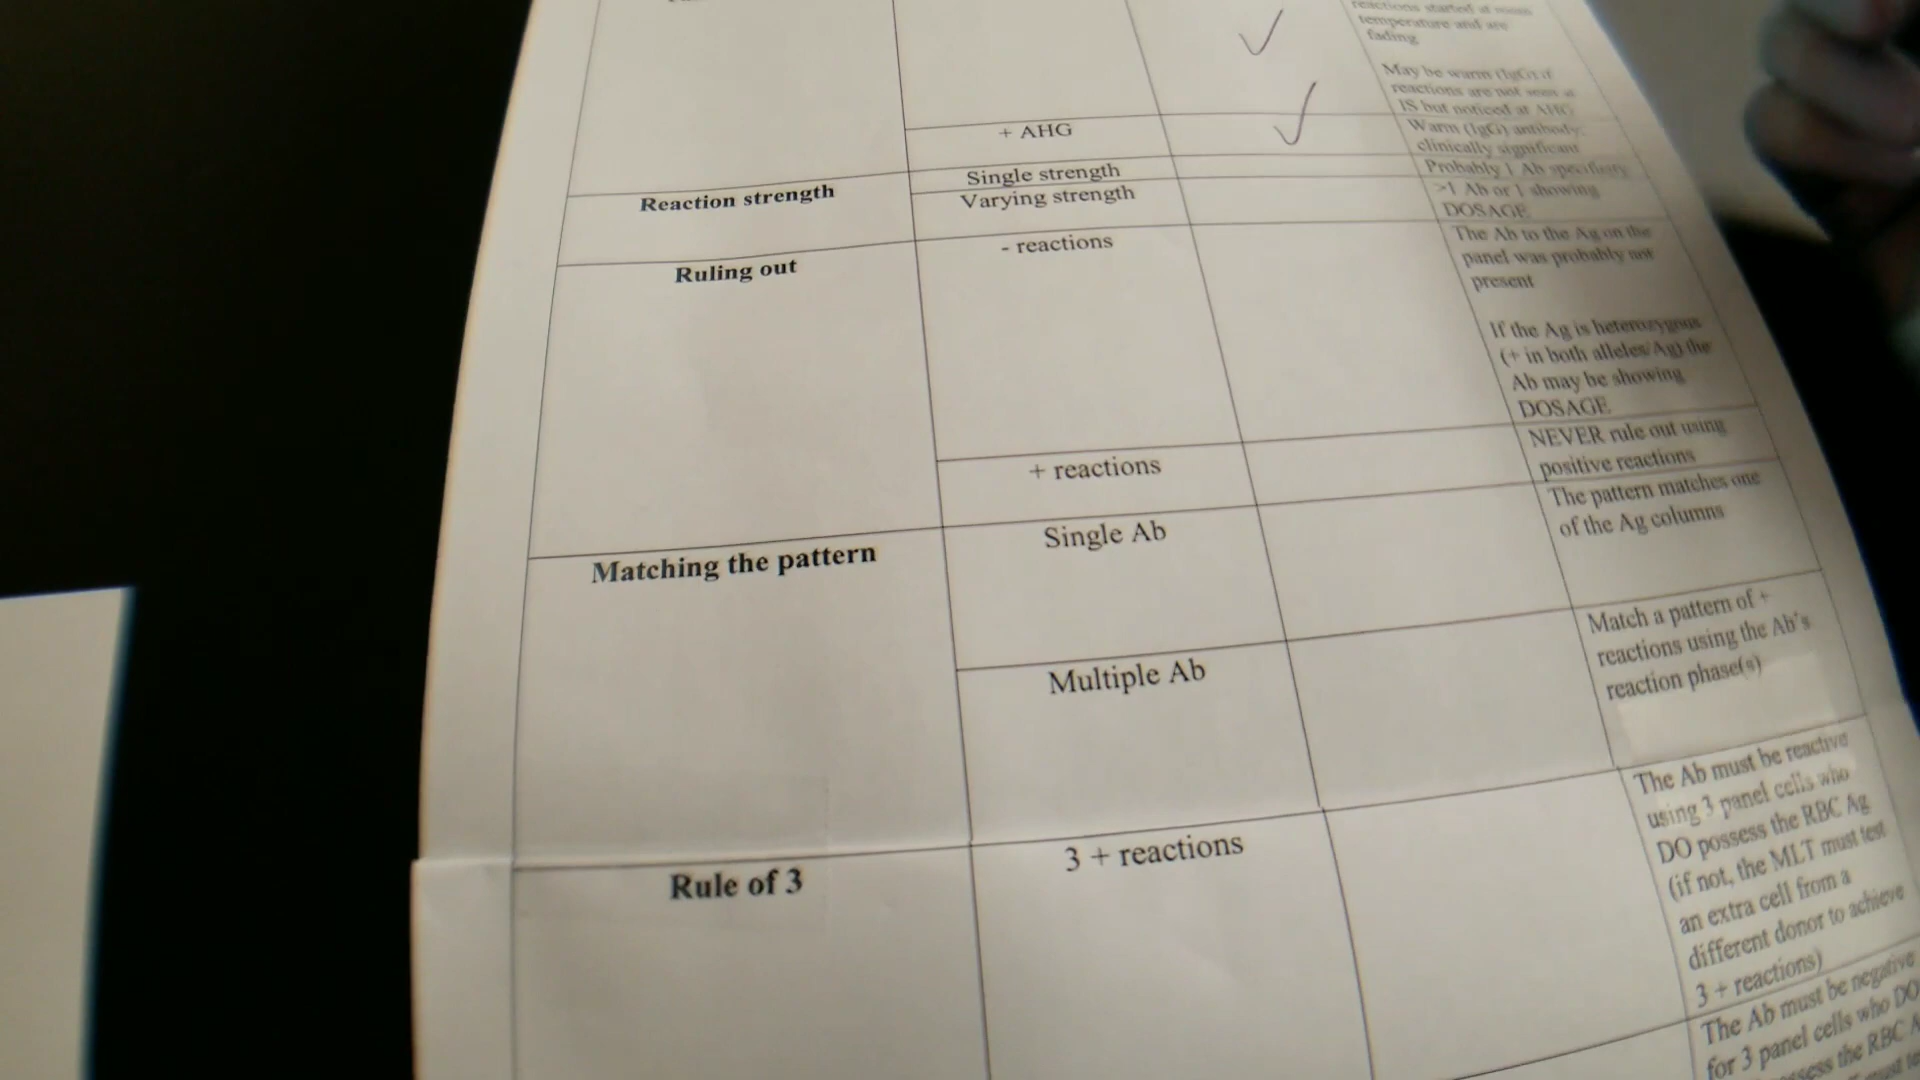 reactions started at room
temperature and are
fading
May be warm (IgG) if
reactions are not seen at
IS but noticed at AHG
+ AHG
Warm (IgG) antibody;
clinically significant
Reaction strength
Single strength
Probably 1 Ab specificity
Varying strength
>1 Ab or 1 showing
DOSAGE
Ruling out
- reactions
The Ab to the Ag on the
panel was probably not
present
If the Ag is heterozygous
(+ in both alleles/Ag) the
Ab may be showing
DOSAGE
+ reactions
NEVER rule out using
positive reactions
Matching the pattern
Single Ab
The pattern matches one
of the Ag columns
Multiple Ab
Match a pattern of +
reactions using the Ab's
reaction phase(s)
Rule of 3
3 + reactions
The Ab must be reactive
using 3 panel cells who
DO possess the RBC Ag
(if not, the MLT must test
an extra cell from a
different donor to achieve
3 + reactions)
The Ab must be negative
for 3 panel cells who DO
the RBC